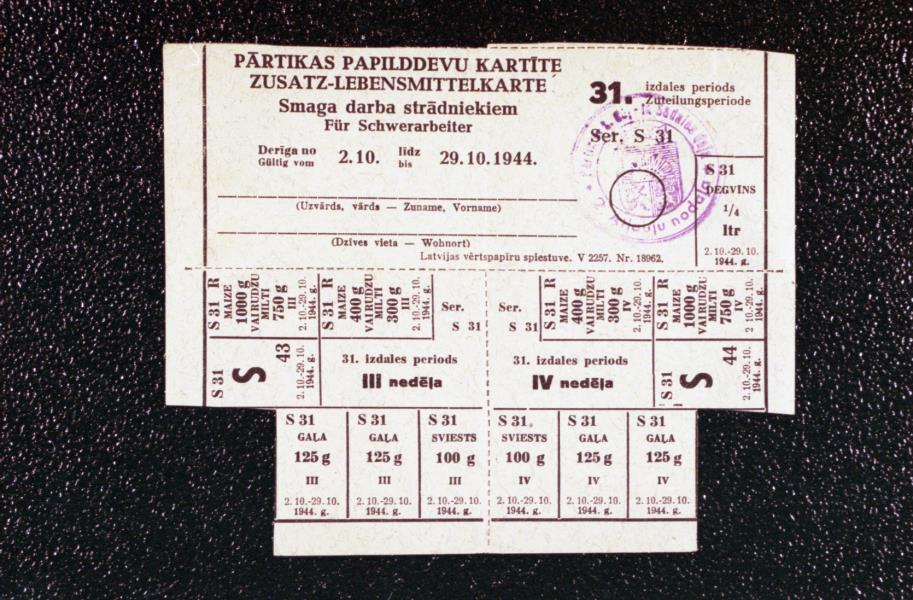 PĀRTIKAS PAPILDDEVU KARTĪTE
ZUSATZ-LEBENSMITTELKARTE
Smaga darba strādniekiem
Für Schwerarbeiter
Derīga no 2.10. līdz 29.10.1944.
Gültig vom bis
31. izdales periods
Zuteilungsperiode
Ser. S 31
(Uzvārds, vārds — Zuname, Vorname)
(Dzīves vieta — Wohnort)
Latvijas vērtspapīru spiestuve. V 2257. Nr. 18962.
S 31
DEGVĪNS
1/4
ltr
2.10.-29.10.
1944. g.
S 31 R
MAIZE
1000 g
VAI RUDZU
MILTI
750 g
III
2.10.-29.10.
1944. g.
S 31 R
MAIZE
400 g
VAI RUDZU
MILTI
300 g
III
2.10.-29.10.
1944. g.
Ser.
S 31
Ser.
S 31
S 31 R
MAIZE
400 g
VAI RUDZU
MILTI
300 g
IV
2.10.-29.10.
1944. g.
S 31 R
MAIZE
1000 g
VAI RUDZU
MILTI
750 g
IV
2.10.-29.10.
1944. g.
S 31
S
43
2.10.-29.10.
1944. g.
31. izdales periods
III nedēļa
31. izdales periods
IV nedēļa
S 31
S
44
2.10.-29.10.
1944. g.
S 31
GAĻA
125 g
III
2.10.-29.10.
1944. g.
S 31
GAĻA
125 g
III
2.10.-29.10.
1944. g.
S 31
SVIESTS
100 g
III
2.10.-29.10.
1944. g.
S 31
SVIESTS
100 g
IV
2.10.-29.10.
1944. g.
S 31
GAĻA
125 g
IV
2.10.-29.10.
1944. g.
S 31
GAĻA
125 g
IV
2.10.-29.10.
1944. g.